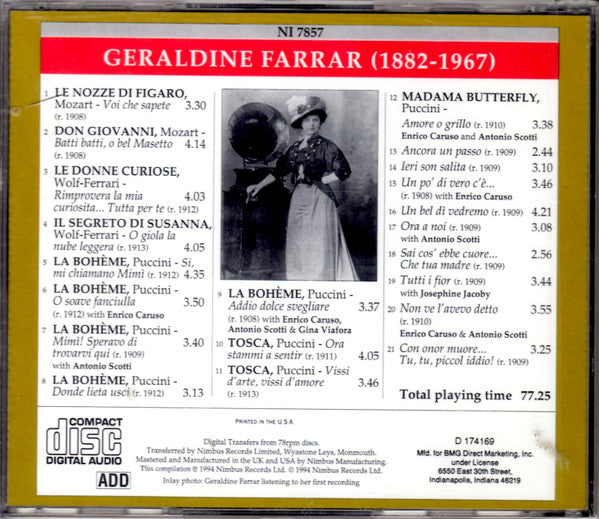 NI 7857
GERALDINE FARRAR (1882-1967)
1 LE NOZZE DI FIGARO,
Mozart - Voi che sapete 3.30
(r. 1908)
2 DON GIOVANNI, Mozart -
Batti batti, o bel Masetto 4.14
(r. 1908)
3 LE DONNE CURIOSE,
Wolf-Ferrari -
Rimprovera la mia 4.03
curiosita... Tutta per te (r. 1912)
4 IL SEGRETO DI SUSANNA,
Wolf-Ferrari - O giola la
nube leggera (r. 1913) 4.05
5 LA BOHÈME, Puccini - Si,
mi chiamano Mimi (r. 1912) 4.35
6 LA BOHÈME, Puccini -
O soave fanciulla 3.50
(r. 1912) with Enrico Caruso
7 LA BOHÈME, Puccini -
Mimi! Speravo di 3.40
trovarvi qui (r. 1909)
with Antonio Scotti
8 LA BOHÈME, Puccini -
Donde lieta uscì (r. 1912) 3.13
9 LA BOHÈME, Puccini -
Addio dolce svegliare 3.37
(r. 1908) with Enrico Caruso,
Antonio Scotti & Gina Viafora
10 TOSCA, Puccini - Ora
stammi a sentir (r. 1911) 4.05
11 TOSCA, Puccini - Vissi
d'arte, vissi d'amore 3.46
(r. 1913)
12 MADAMA BUTTERFLY,
Puccini -
Amore o grillo (r. 1910) 3.38
Enrico Caruso and Antonio Scotti
13 Ancora un passo (r. 1909) 2.44
14 Ieri son salita (r. 1909) 3.10
15 Un po' di vero c'è... 3.46
(r. 1908) with Enrico Caruso
16 Un bel dì vedremo (r. 1909) 4.21
17 Ora a noi (r. 1909) 3.08
with Antonio Scotti
18 Sai cos' ebbe cuore... 2.56
Che tua madre (r. 1909)
19 Tutti i fior (r. 1909) 3.44
with Josephine Jacoby
20 Non ve l'avevo detto 3.55
(r. 1910)
Enrico Caruso & Antonio Scotti
21 Con onor muore... 3.25
Tu, tu, piccol iddio! (r. 1909)
Total playing time 77.25
COMPACT
disc
DIGITAL AUDIO
ADD
PRINTED IN THE U.S.A.
Digital Transfers from 78rpm discs.
Transferred by Nimbus Records Limited, Wyastone Leys, Monmouth.
Mastered and Manufactured in the UK and USA by Nimbus Manufacturing.
This compilation ℗ 1994 Nimbus Records Ltd. © 1994 Nimbus Records Ltd.
Inlay photo: Geraldine Farrar listening to her first recording
D 174169
Mfd. for BMG Direct Marketing, Inc.
under License
6550 East 30th Street,
Indianapolis, Indiana 46219